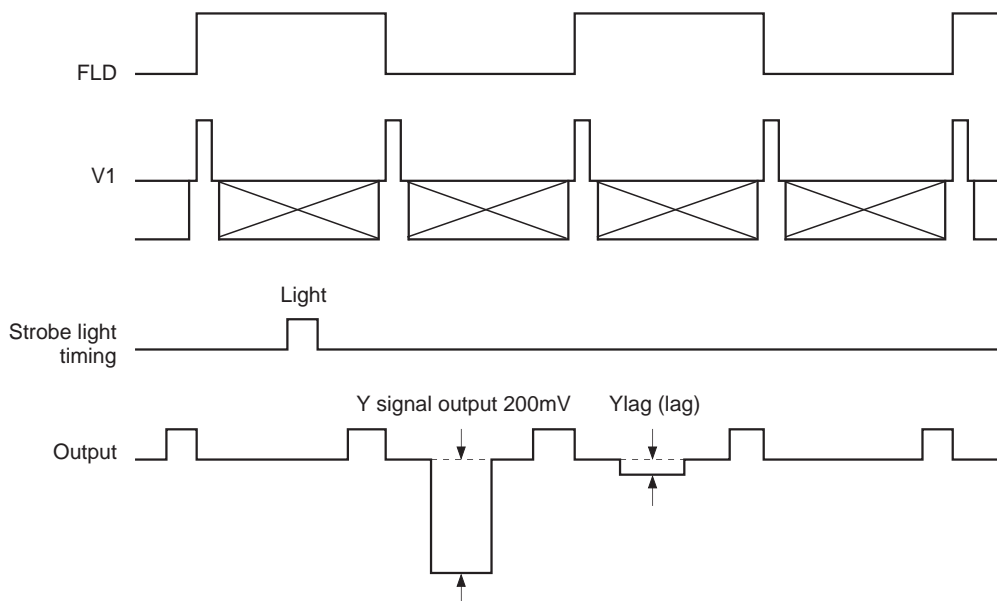 FLD
V1
Light
Strobe light
timing
Y signal output 200mV
Ylag (lag)
Output